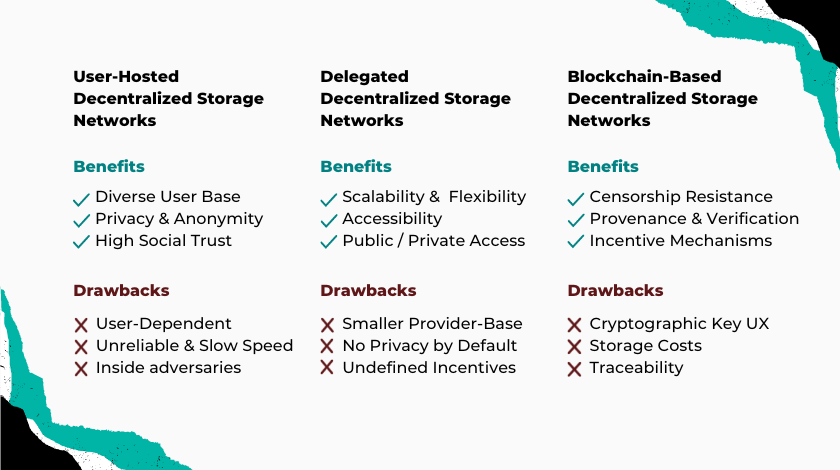 User-Hosted
Decentralized Storage
Networks
Benefits
Diverse User Base
Privacy & Anonymity
High Social Trust
Drawbacks
User-Dependent
Unreliable & Slow Speed
Inside adversaries
Delegated
Decentralized Storage
Networks
Benefits
Scalability & Flexibility
Accessibility
Public / Private Access
Drawbacks
Smaller Provider-Base
No Privacy by Default
Undefined Incentives
Blockchain-Based
Decentralized Storage
Networks
Benefits
Censorship Resistance
Provenance & Verification
Incentive Mechanisms
Drawbacks
Cryptographic Key UX
Storage Costs
Traceability